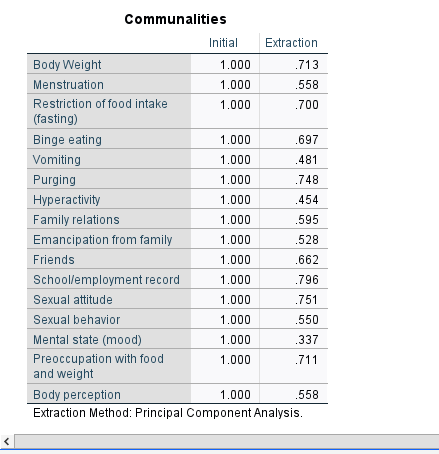 Communalities
Initial Extraction
Body Weight 1.000 .713
Menstruation 1.000 .558
Restriction of food intake 1.000 .700
(fasting)
Binge eating 1.000 .697
Vomiting 1.000 .481
Purging 1.000 .748
Hyperactivity 1.000 .454
Family relations 1.000 .595
Emancipation from family 1.000 .528
Friends 1.000 .662
School/employment record 1.000 .796
Sexual attitude 1.000 .751
Sexual behavior 1.000 .550
Mental state (mood) 1.000 .337
Preoccupation with food 1.000 .711
and weight
Body perception 1.000 .558
Extraction Method: Principal Component Analysis.